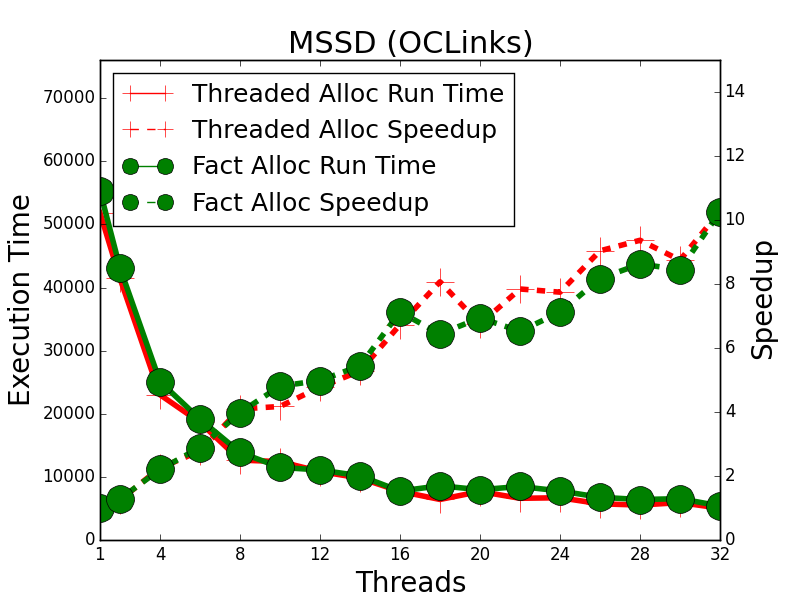 MSSD (OCLinks)
Threaded Alloc Run Time
Threaded Alloc Speedup
Fact Alloc Run Time
Fact Alloc Speedup
Execution Time
70000
60000
50000
40000
30000
20000
10000
0
Speedup
14
12
10
8
6
4
2
0
1 4 8 12 16 20 24 28 32
Threads